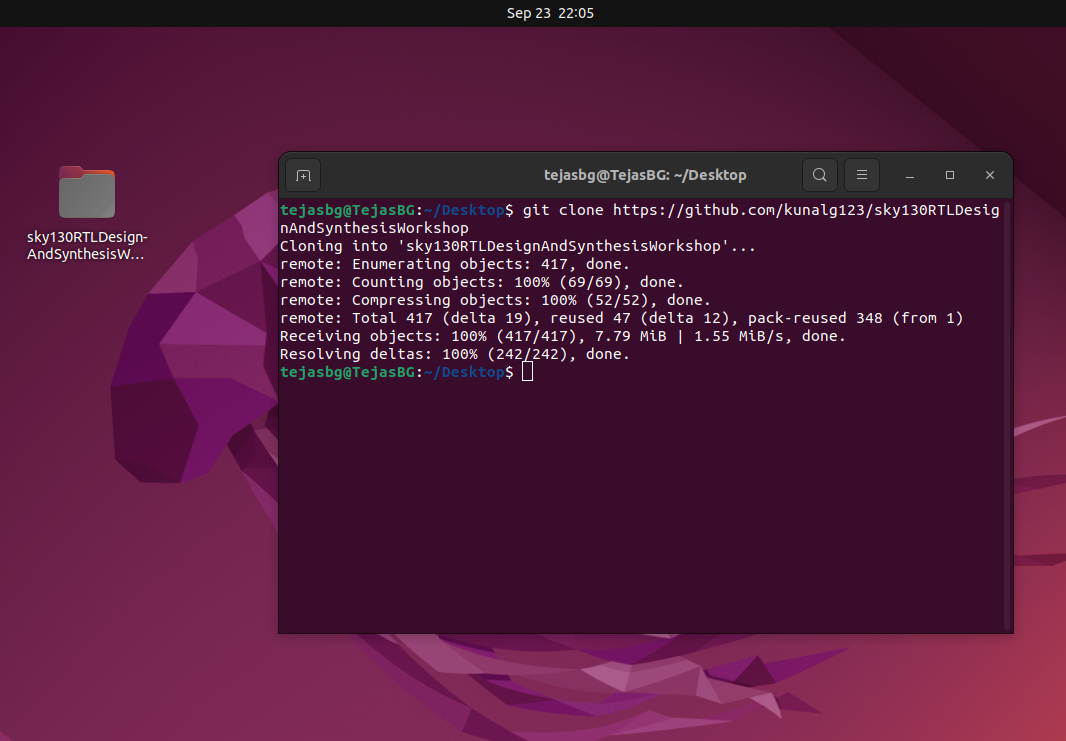 Sep 23 22:05
sky130RTLDesign-
AndSynthesisW...
tejasbg@TejasBG: ~/Desktop
tejasbg@TejasBG:~/Desktop$ git clone https://github.com/kunalg123/sky130RTLDesig
nAndSynthesisWorkshop
Cloning into 'sky130RTLDesignAndSynthesisWorkshop'...
remote: Enumerating objects: 417, done.
remote: Counting objects: 100% (69/69), done.
remote: Compressing objects: 100% (52/52), done.
remote: Total 417 (delta 19), reused 47 (delta 12), pack-reused 348 (from 1)
Receiving objects: 100% (417/417), 7.79 MiB | 1.55 MiB/s, done.
Resolving deltas: 100% (242/242), done.
tejasbg@TejasBG:~/Desktop$